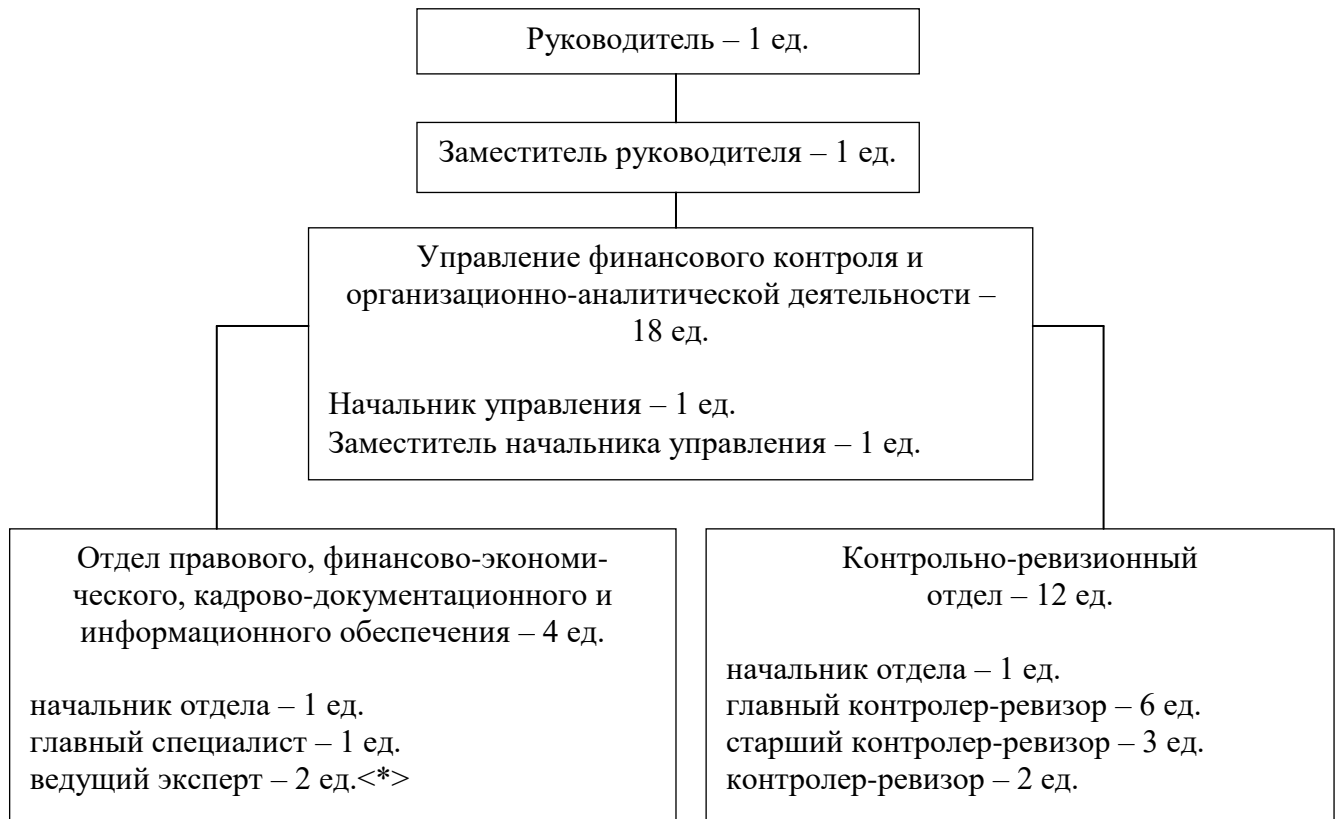 Руководитель – 1 ед.
Заместитель руководителя – 1 ед.
Управление финансового контроля и
организационно-аналитической деятельности –
18 ед.
Начальник управления – 1 ед.
Заместитель начальника управления – 1 ед.
Отдел правового, финансово-экономи-
ческого, кадрово-документационного и
информационного обеспечения – 4 ед.
начальник отдела – 1 ед.
главный специалист – 1 ед.
ведущий эксперт – 2 ед.<*>
Контрольно-ревизионный
отдел – 12 ед.
начальник отдела – 1 ед.
главный контролер-ревизор – 6 ед.
старший контролер-ревизор – 3 ед.
контролер-ревизор – 2 ед.